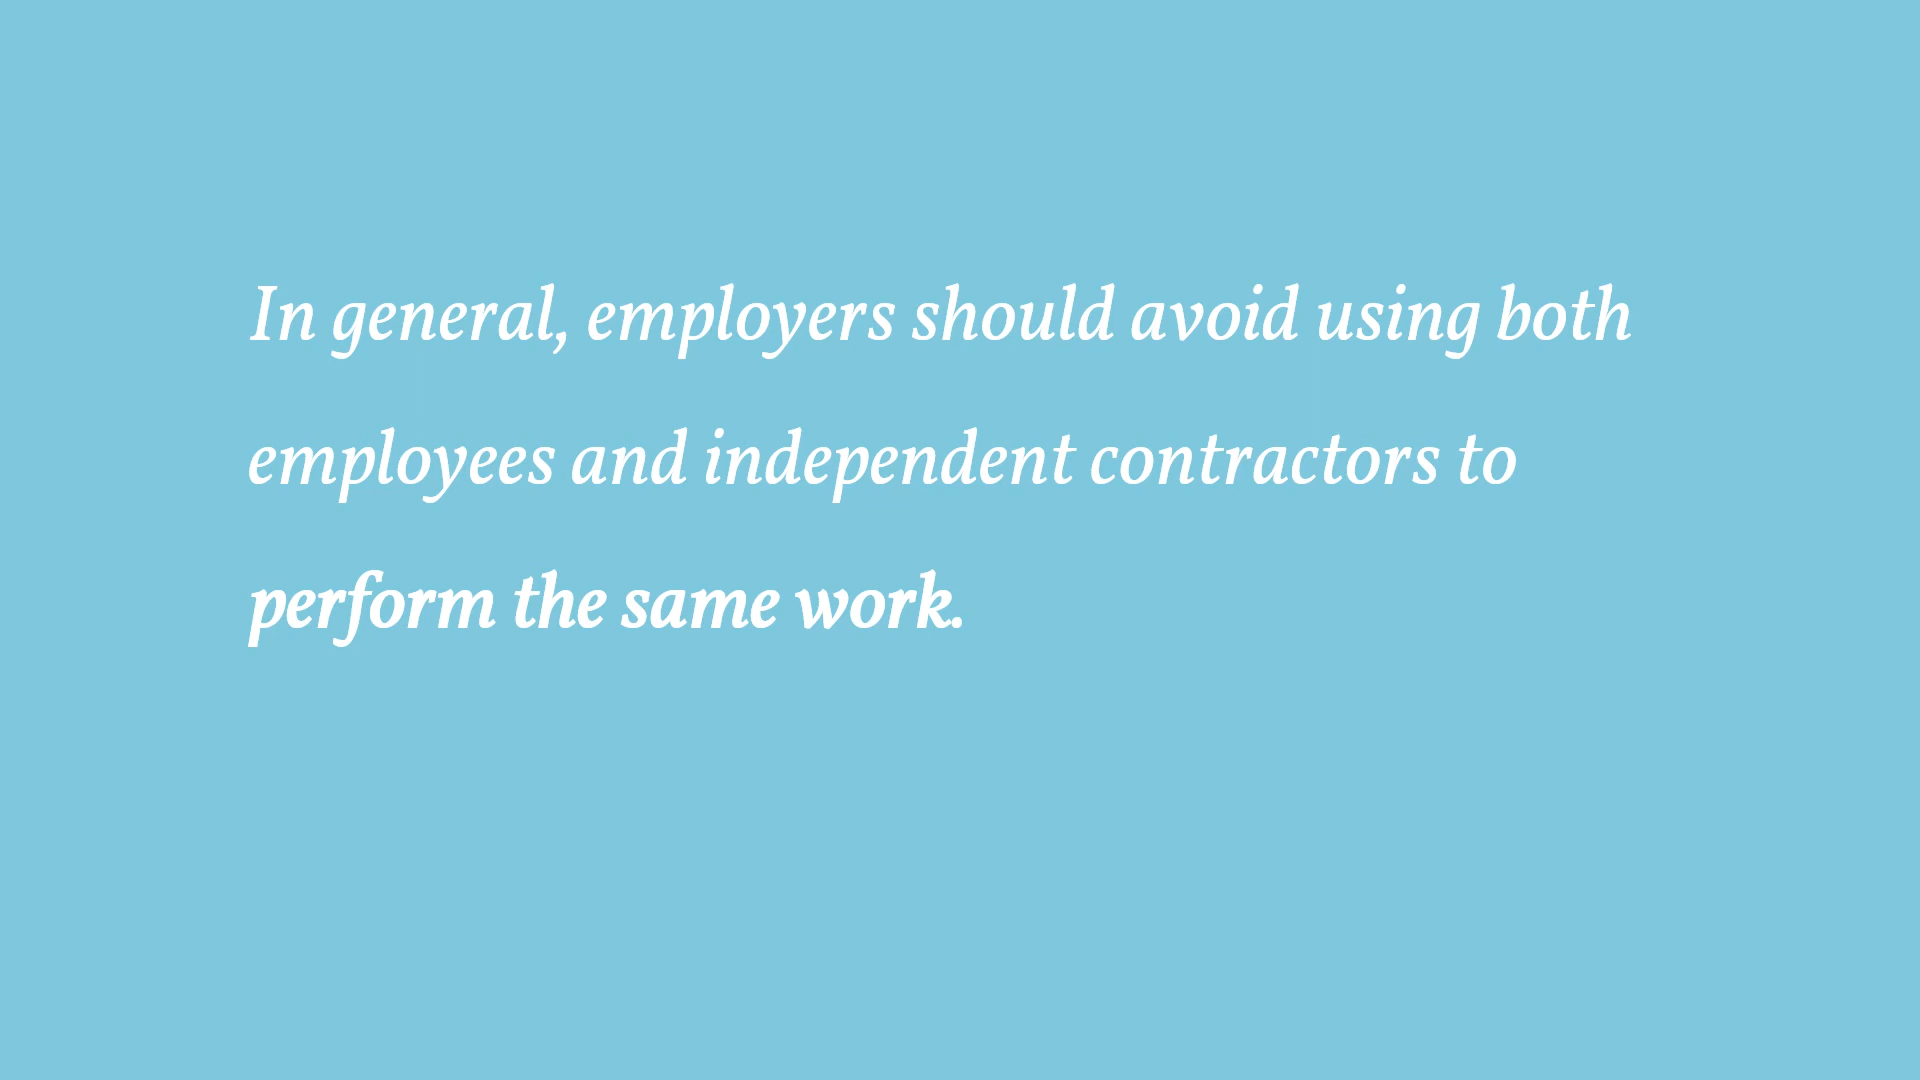 In general, employers should avoid using both
employees and independent contractors to
perform the same work.